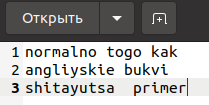 Открыть
1 normalno togo kak
2 angliyskie bukvi
3 shitayutsa  primer